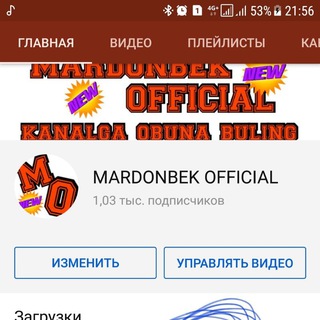 53% 21:56
ГЛАВНАЯ ВИДЕО ПЛЕЙЛИСТЫ КА
MARDONBEK
NEW OFFICIAL NEW
KANALGA OBUNA BULING
MO NEW
MARDONBEK OFFICIAL
1,03 тыс. подписчиков
ИЗМЕНИТЬ УПРАВЛЯТЬ ВИДЕО
Загрузки